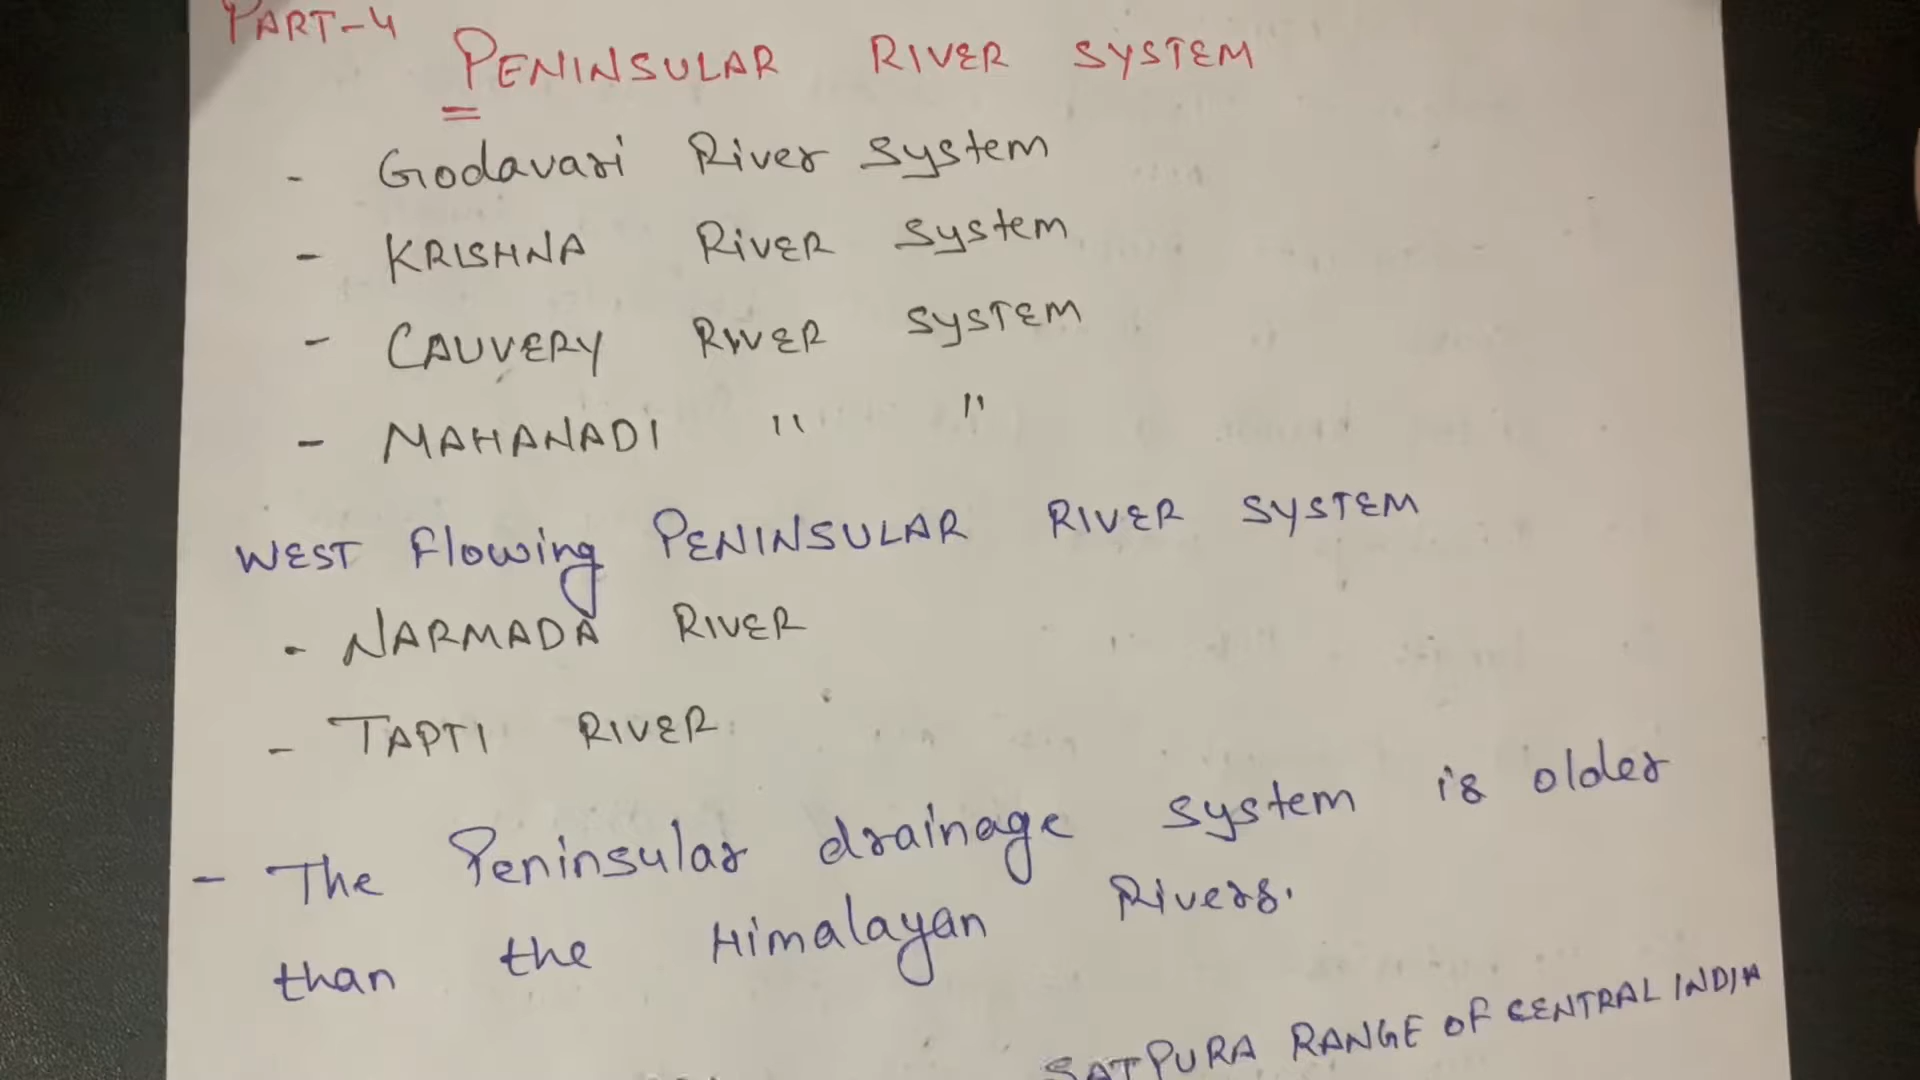 PART-4
PENINSULAR RIVER SYSTEM
- Godavari River System
- KRISHNA RiVER System
- CAUVERY RIVER SYSTEM
- MAHANADI " "
WEST Flowing PENINSULAR RIVER SYSTEM
- NARMADA RIVER
- TAPTI RIVER
- The Peninsular drainage system is older
than the Himalayan Rivers.
SATPURA RANGE OF CENTRAL INDIA